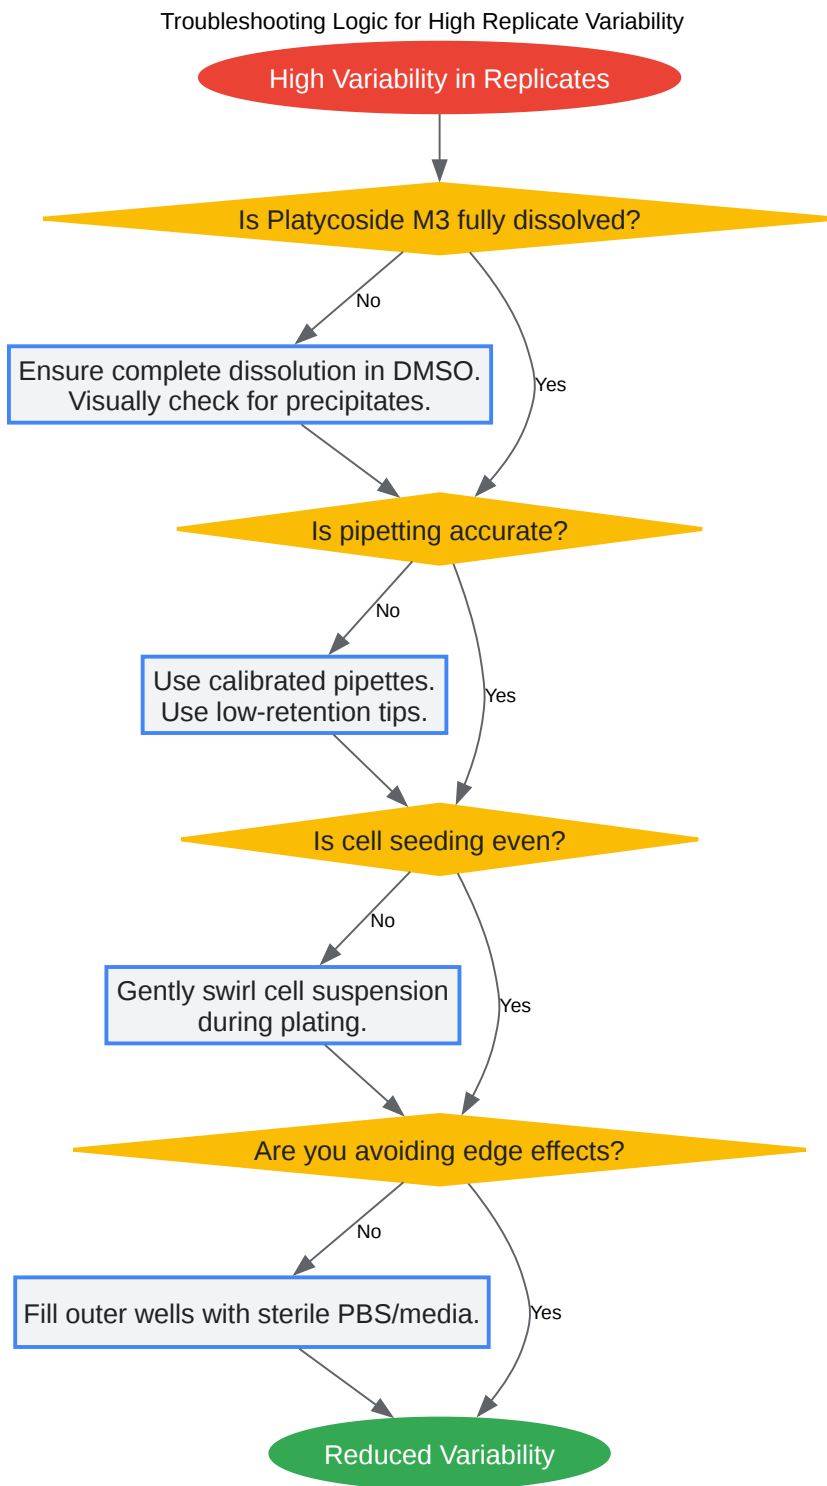 Troubleshooting Logic for High Replicate Variability
High Variability in Replicates
Is Platycoside M3 fully dissolved?
No
Ensure complete dissolution in DMSO.
Visually check for precipitates.
Yes
Is pipetting accurate?
No
Use calibrated pipettes.
Use low-retention tips.
Yes
Is cell seeding even?
No
Gently swirl cell suspension
during plating.
Yes
Are you avoiding edge effects?
No
Fill outer wells with sterile PBS/media.
Yes
Reduced Variability